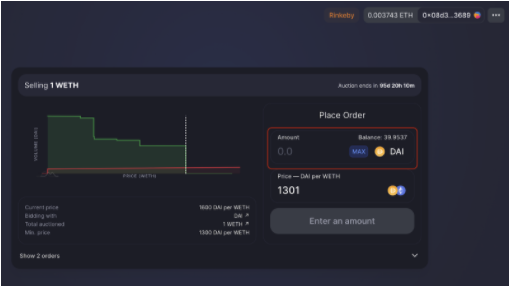 Rinkeby 0.003743 ETH 0×08d3...3689
Selling 1 WETH
Auction ends in 95d 20h 10m
Place Order
Amount
Balance: 39.9537
0.0 MAX DAI
VOLUME (DAI)
PRICE (WETH)
Price — DAI per WETH
1301
Enter an amount
Current price 1600 DAI per WETH
Bidding with DAI ↗
Total auctioned 1 WETH ↗
Min. price 1300 DAI per WETH
Show 2 orders